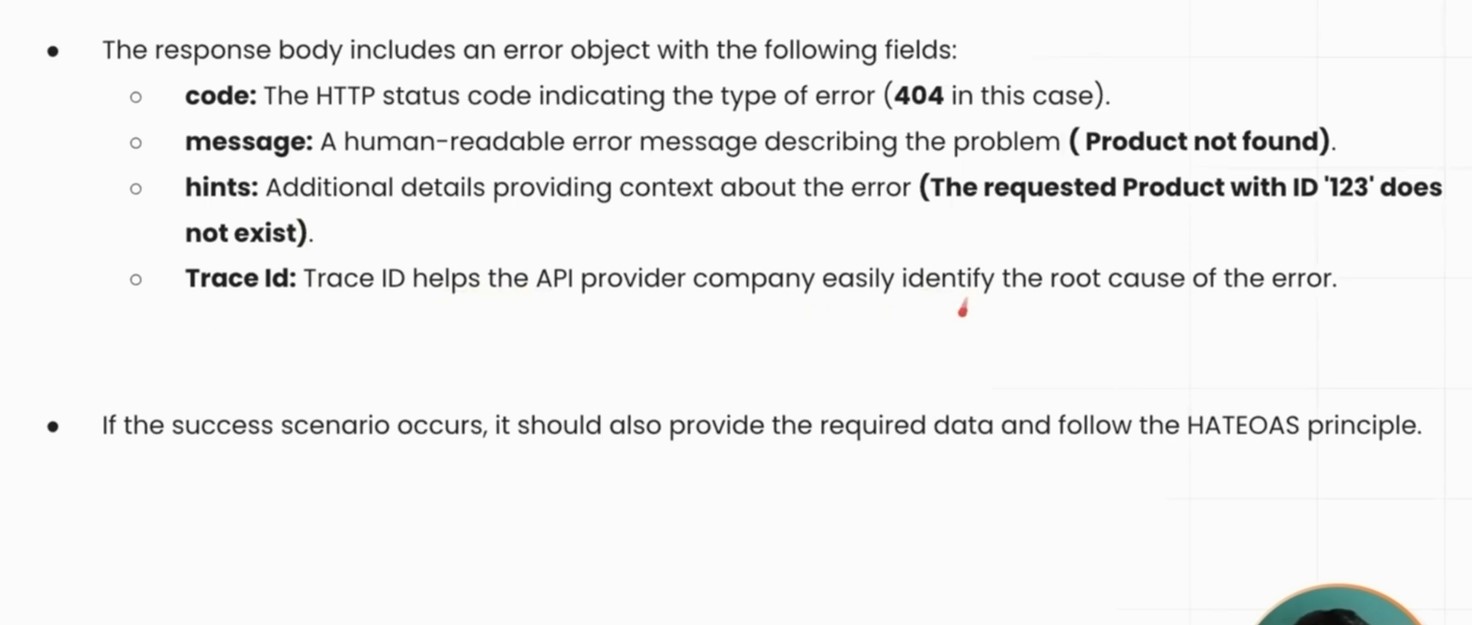 ● The response body includes an error object with the following fields:
○ code: The HTTP status code indicating the type of error (404 in this case).
○ message: A human-readable error message describing the problem ( Product not found).
○ hints: Additional details providing context about the error (The requested Product with ID '123' does
not exist).
○ Trace Id: Trace ID helps the API provider company easily identify the root cause of the error.
● If the success scenario occurs, it should also provide the required data and follow the HATEOAS principle.